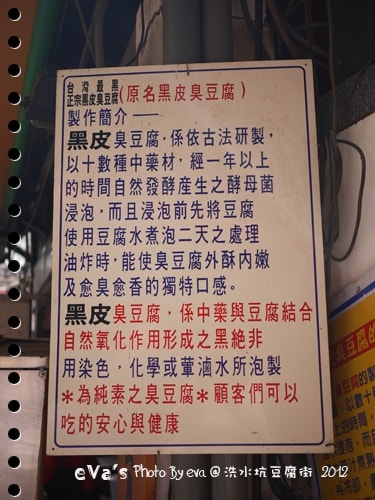 台灣最黑
正宗黑皮臭豆腐(原名黑皮臭豆腐)
製作簡介——
黑皮臭豆腐,係依古法研製,
以十數種中藥材,經一年以上
的時間自然發酵產生之酵母菌
浸泡,而且浸泡前先將豆腐
使用豆腐水煮泡二天之處理
油炸時,能使臭豆腐外酥內嫩
及愈臭愈香的獨特口感。
黑皮臭豆腐,係中藥與豆腐結合
自然氧化作用形成之黑絕非
用染色,化學或葷滷水所泡製
*為純素之臭豆腐*顧客們可以
吃的安心與健康
eva's Photo By eva @ 洪水坑豆腐街 2012